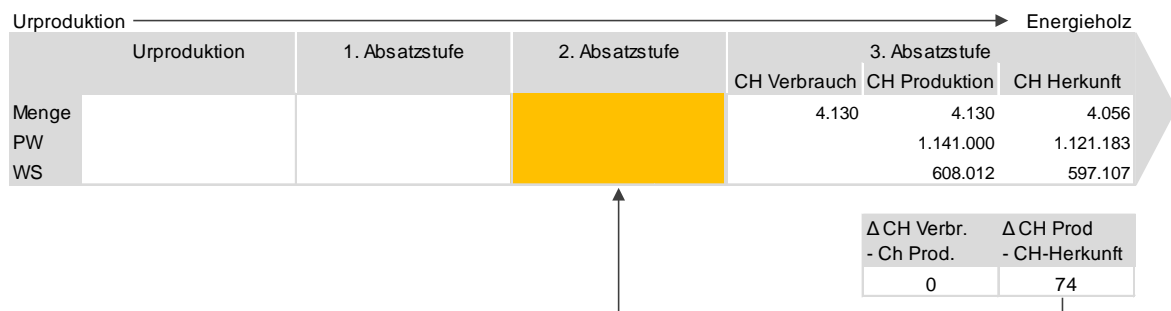 Urproduktion Energieholz
Urproduktion 1. Absatzstufe 2. Absatzstufe 3. Absatzstufe
CH Verbrauch CH Produktion CH Herkunft
Menge 4.130 4.130 4.056
PW 1.141.000 1.121.183
WS 608.012 597.107
Δ CH Verbr. Δ CH Prod
- Ch Prod. - CH-Herkunft
0 74